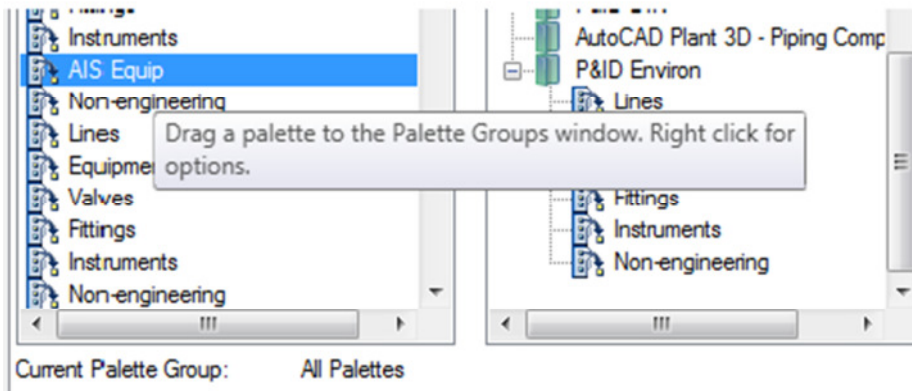 Instruments
AIS Equip
Non-engineering
Lines
Valves
Fittings
Instruments
Non-engineering
AutoCAD Plant 3D - Piping Comp
P&ID Environ
Lines
Drag a palette to the Palette Groups window. Right click for
options.
Fittings
Instruments
Non-engineering
Current Palette Group: All Palettes